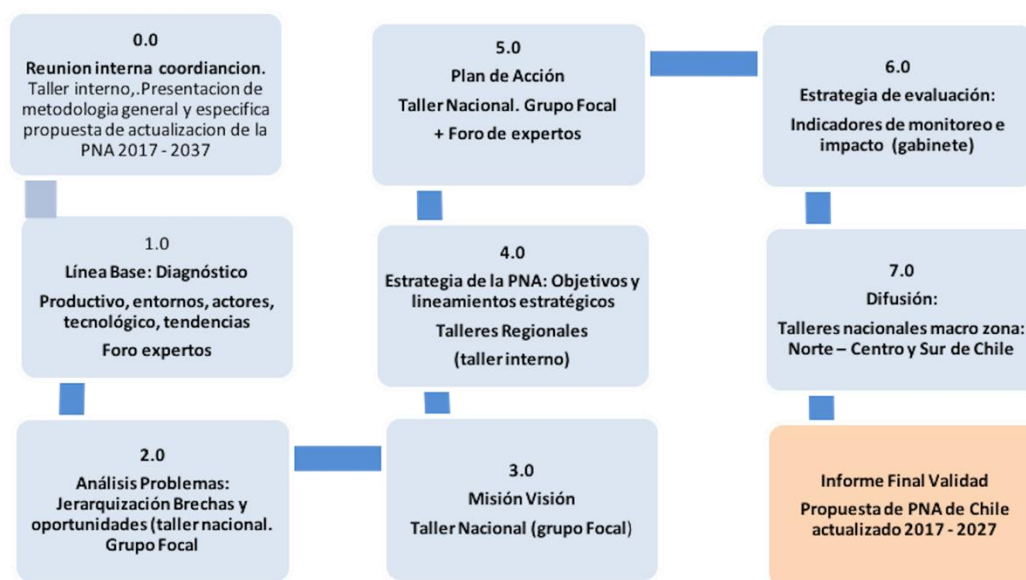 0.0
Reunion interna coordiancion.
Taller interno,.Presentacion de
metodologia general y especifica
propuesta de actualizacion de la
PNA 2017 - 2037
1.0
Línea Base: Diagnóstico
Productivo, entornos, actores,
tecnológico, tendencias
Foro expertos
2.0
Análisis Problemas:
Jerarquización Brechas y
oportunidades (taller nacional.
Grupo Focal
3.0
Misión Visión
Taller Nacional (grupo Focal)
4.0
Estrategia de la PNA: Objetivos y
lineamientos estratégicos
Talleres Regionales
(taller interno)
5.0
Plan de Acción
Taller Nacional. Grupo Focal
+ Foro de expertos
6.0
Estrategia de evaluación:
Indicadores de monitoreo e
impacto (gabinete)
7.0
Difusión:
Talleres nacionales macro zona:
Norte – Centro y Sur de Chile
Informe Final Validad
Propuesta de PNA de Chile
actualizado 2017 - 2027